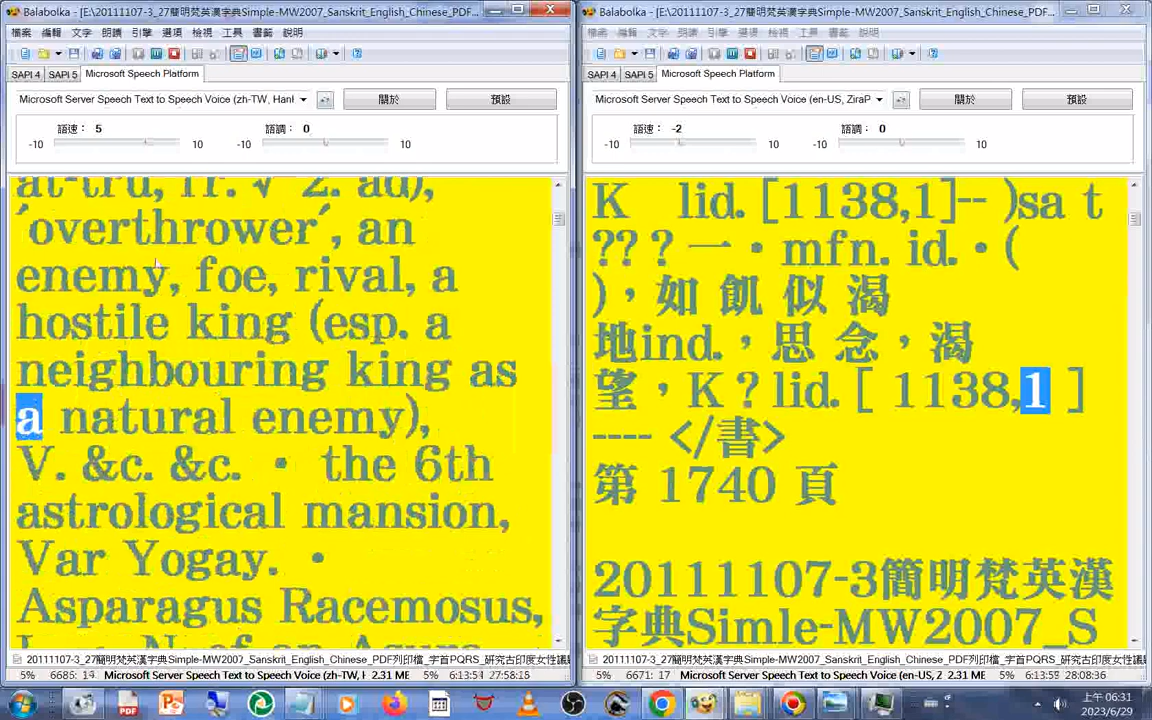 Balabolka - [E:\20111107-3_27簡明梵英漢字典Simple-MW2007_Sanskrit_English_Chinese_PDF...
檔案 編輯 文字 朗讀 引擎 選項 檢視 工具 書籤 說明
SAPI 4 SAPI 5 Microsoft Speech Platform
Microsoft Server Speech Text to Speech Voice (zh-TW, Hanl
關於 預設
語速: 5 語調: 0
-10 10 -10 10
at-tru, fr. √ 2. ad),
´overthrower´, an
enemy, foe, rival, a
hostile king (esp. a
neighbouring king as
a natural enemy),
V. &c. &c. • the 6th
astrological mansion,
Var Yogay. •
Asparagus Racemosus,
20111107-3_27簡明梵英漢字典Simple-MW2007_Sanskrit_English_Chinese_PDF列印檔_字首PQRS_研究古印度女性議
5% 6685: 14 Microsoft Server Speech Text to Speech Voice (zh-TW, H 2.31 ME 5% 6:13:51 27:58:15
Balabolka - [E:\20111107-3_27簡明梵英漢字典Simple-MW2007_Sanskrit_English_Chinese_PDF...
檔案 編輯 文字 朗讀 引擎 選項 檢視 工具 書籤 說明
SAPI 4 SAPI 5 Microsoft Speech Platform
Microsoft Server Speech Text to Speech Voice (en-US, ZiraP
關於 預設
語速: -2 語調: 0
-10 10 -10 10
K lid. [1138,1]-- )sa t
??? ? 一 • mfn. id. • (
),如 飢 似 渴
地ind.,思 念,渴
望,K ? lid. [ 1138,1 ]
---- </書>
第 1740 頁
20111107-3簡明梵英漢
字典Simle-MW2007_S
20111107-3_27簡明梵英漢字典Simple-MW2007_Sanskrit_English_Chinese_PDF列印檔_字首PQRS_研究古印度女性議
5% 6671: 17 Microsoft Server Speech Text to Speech Voice (en-US, Z 2.31 ME 5% 6:13:55 28:08:36
上午 06:31
2023/6/29